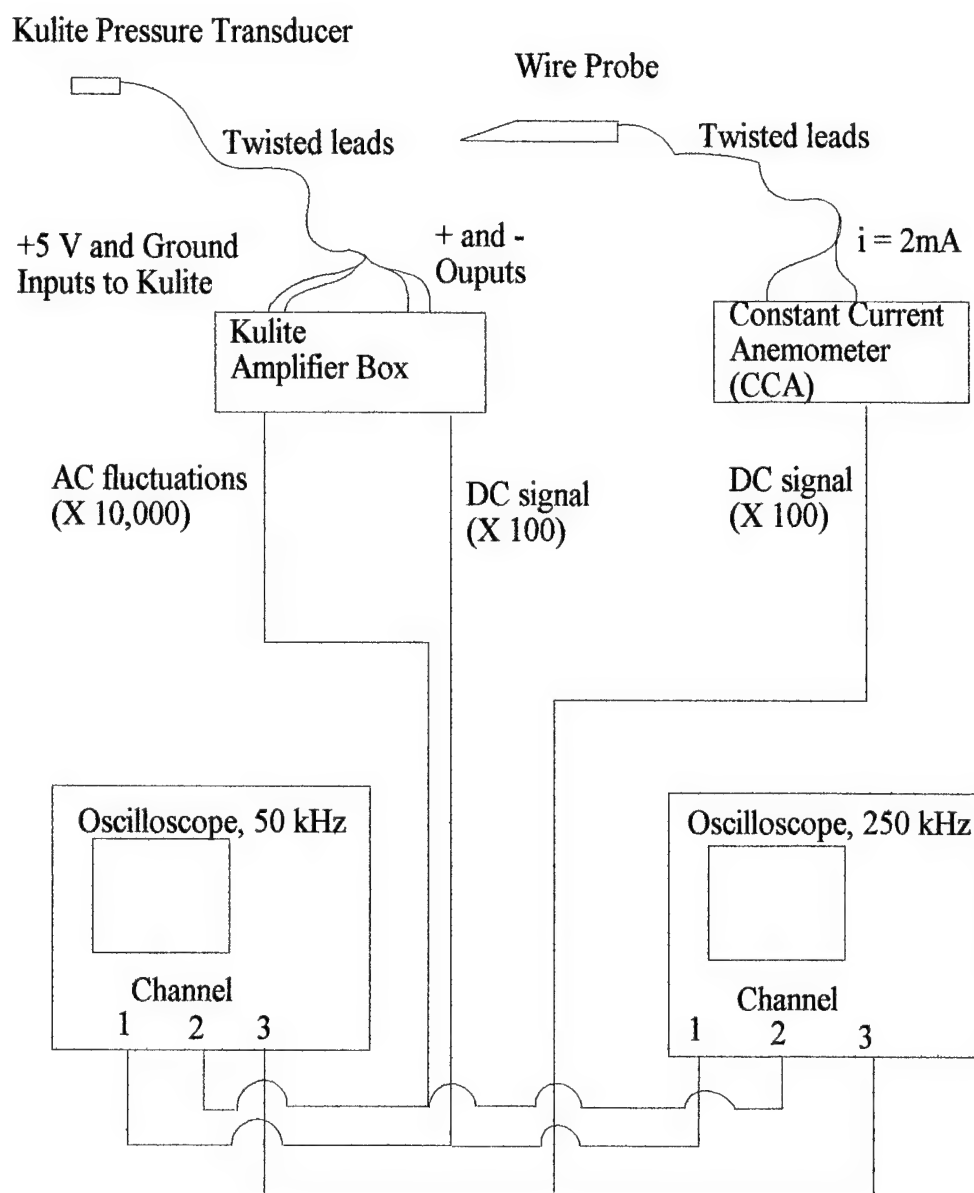 Kulite Pressure Transducer
Wire Probe
Twisted leads
Twisted leads
+5 V and Ground
Inputs to Kulite
+ and -
Ouputs
i = 2mA
Kulite
Amplifier Box
Constant Current
Anemometer
(CCA)
AC fluctuations
(X 10,000)
DC signal
(X 100)
DC signal
(X 100)
Oscilloscope, 50 kHz
Channel
1 2 3
Oscilloscope, 250 kHz
Channel
1 2 3